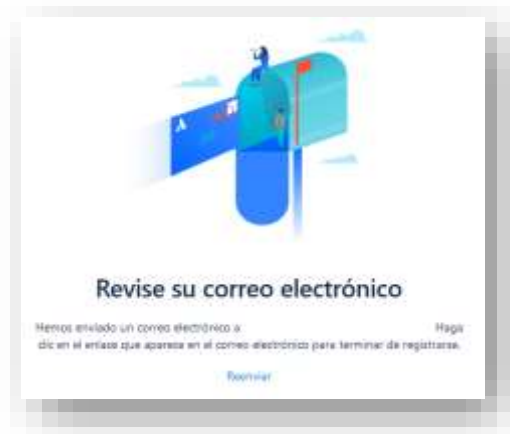 Revise su correo electrónico
Hemos enviado un correo electrónico a Haga
clic en el enlace que aparece en el correo electrónico para terminar de registrarse.
Reenviar